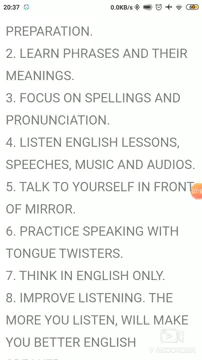 20:37
0.0KB/s
PREPARATION.
2. LEARN PHRASES AND THEIR
MEANINGS.
3. FOCUS ON SPELLINGS AND
PRONUNCIATION.
4. LISTEN ENGLISH LESSONS,
SPEECHES, MUSIC AND AUDIOS.
5. TALK TO YOURSELF IN FRONT
OF MIRROR.
6. PRACTICE SPEAKING WITH
TONGUE TWISTERS.
7. THINK IN ENGLISH ONLY.
8. IMPROVE LISTENING. THE
MORE YOU LISTEN, WILL MAKE
YOU BETTER ENGLISH